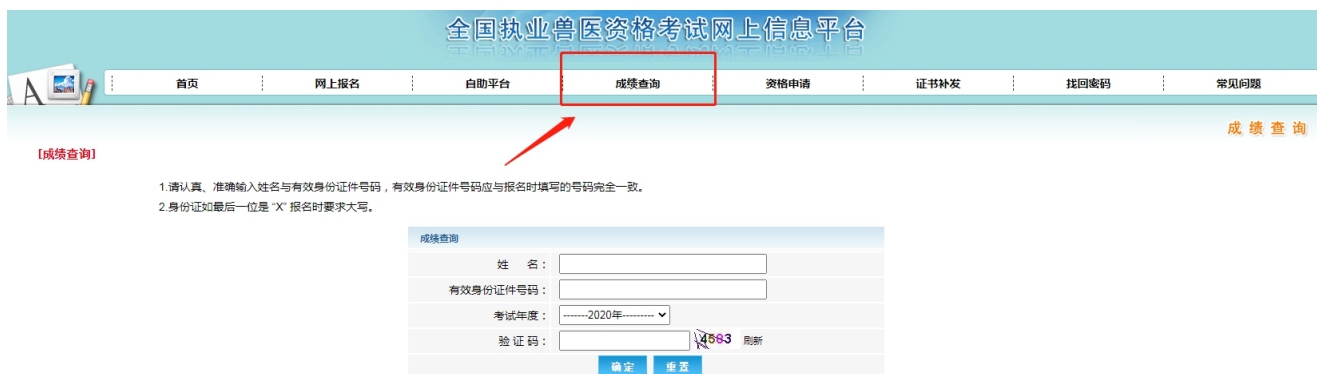 全国执业兽医资格考试网上信息平台
A
首页 网上报名 自助平台 成绩查询 资格申请 证书补发 找回密码 常见问题
成绩查询
[成绩查询]
1.请认真、准确输入姓名与有效身份证件号码，有效身份证件号码应与报名时填写的号码完全一致。
2.身份证如最后一位是 “X” 报名时要求大写。
成绩查询
姓 名：
有效身份证件号码：
考试年度： -------2020年---------
验 证 码： 4583 刷新
确定 重置